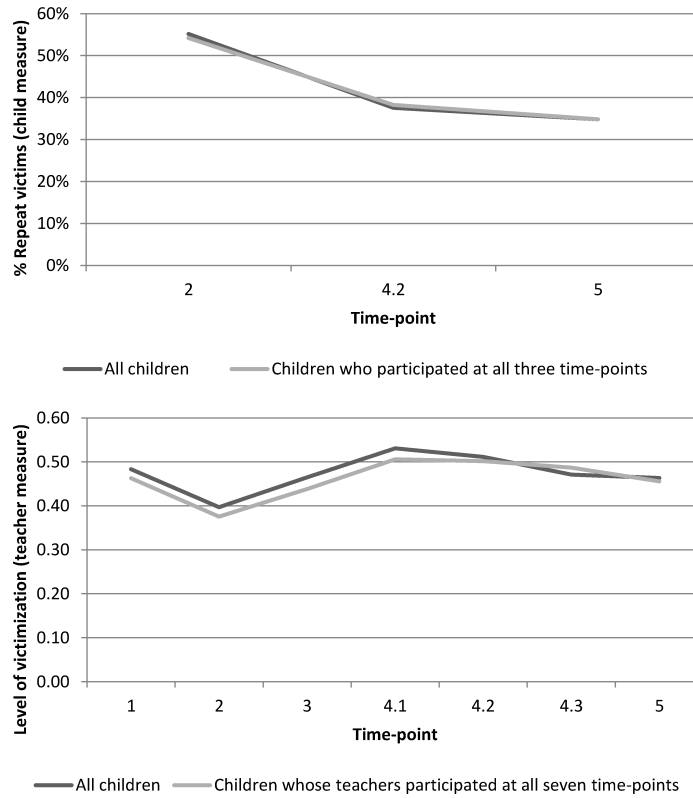 % Repeat victims (child measure)
60%
50%
40%
30%
20%
10%
0%
2 4.2 5
Time-point
All children Children who participated at all three time-points
Level of victimization (teacher measure)
0.60
0.50
0.40
0.30
0.20
0.10
0.00
1 2 3 4.1 4.2 4.3 5
Time-point
All children Children whose teachers participated at all seven time-points